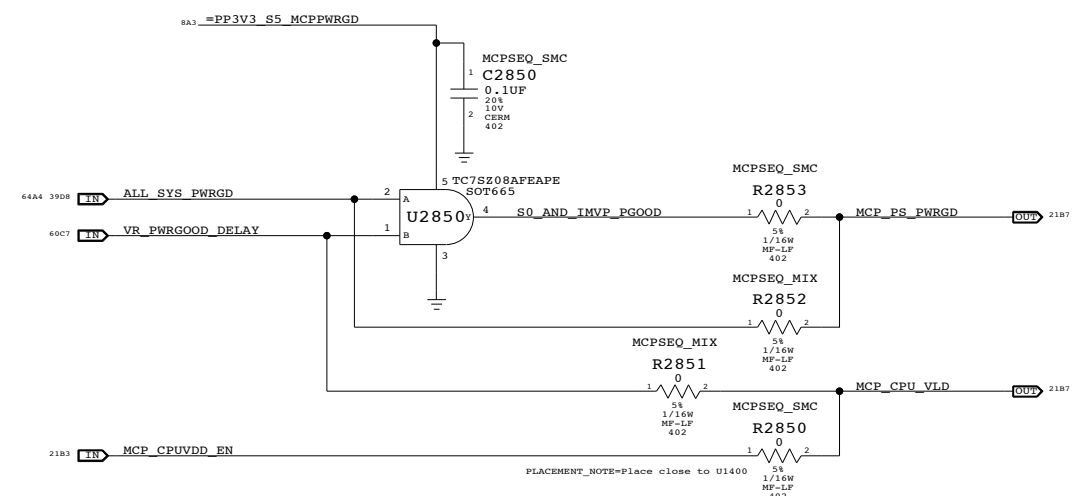 8A3 =PP3V3_S5_MCPPWRGD
MCPSEQ_SMC
1 C2850
0.1UF
20%
10V
2 CERM
402
5 TC7SZ08AFEAPE
SOT665
64A4 39D8 IN ALL_SYS_PWRGD 2 A
U2850 Y 4 S0_AND_IMVP_PGOOD
60C7 IN VR_PWRGOOD_DELAY 1 B
3
MCPSEQ_SMC
R2853
0
1 2 MCP_PS_PWRGD OUT 21B7
5%
1/16W
MF-LF
402
MCPSEQ_MIX
R2852
0
1 2
5%
1/16W
MF-LF
402
MCPSEQ_MIX
R2851
0
1 2 MCP_CPU_VLD OUT 21B7
5%
1/16W
MF-LF
402
MCPSEQ_SMC
R2850
0
21B3 IN MCP_CPUVDD_EN 1 2
PLACEMENT_NOTE=Place close to U1400
5%
1/16W
MF-LF
402